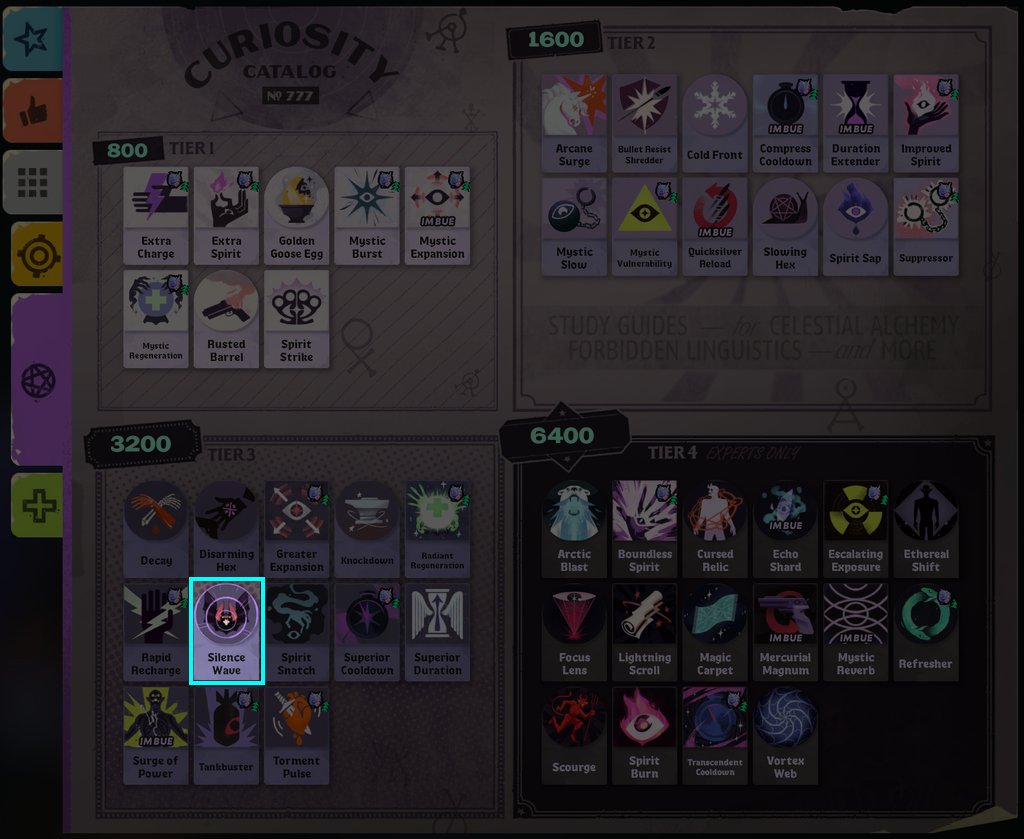 CURIOSITY
CATALOG
Nº 777
800 TIER 1
Extra Charge
Extra Spirit
Golden Goose Egg
Mystic Burst
IMBUE
Mystic Expansion
Mystic Regeneration
Rusted Barrel
Spirit Strike
1600 TIER 2
Arcane Surge
Bullet Resist Shredder
Cold Front
IMBUE
Compress Cooldown
IMBUE
Duration Extender
Improved Spirit
Mystic Slow
Mystic Vulnerability
IMBUE
Quicksilver Reload
Slowing Hex
Spirit Sap
Suppressor
STUDY GUIDES — for CELESTIAL ALCHEMY
FORBIDDEN LINGUISTICS — and MORE
3200 TIER 3
Decay
Disarming Hex
Greater Expansion
Knockdown
Radiant Regeneration
Rapid Recharge
Silence Wave
Spirit Snatch
Superior Cooldown
Superior Duration
IMBUE
Surge of Power
Tankbuster
Torment Pulse
6400 TIER 4 EXPERTS ONLY
Arctic Blast
Boundless Spirit
Cursed Relic
IMBUE
Echo Shard
Escalating Exposure
Ethereal Shift
Focus Lens
Lightning Scroll
Magic Carpet
IMBUE
Mercurial Magnum
IMBUE
Mystic Reverb
Refresher
Scourge
Spirit Burn
Transcendent Cooldown
Vortex Web